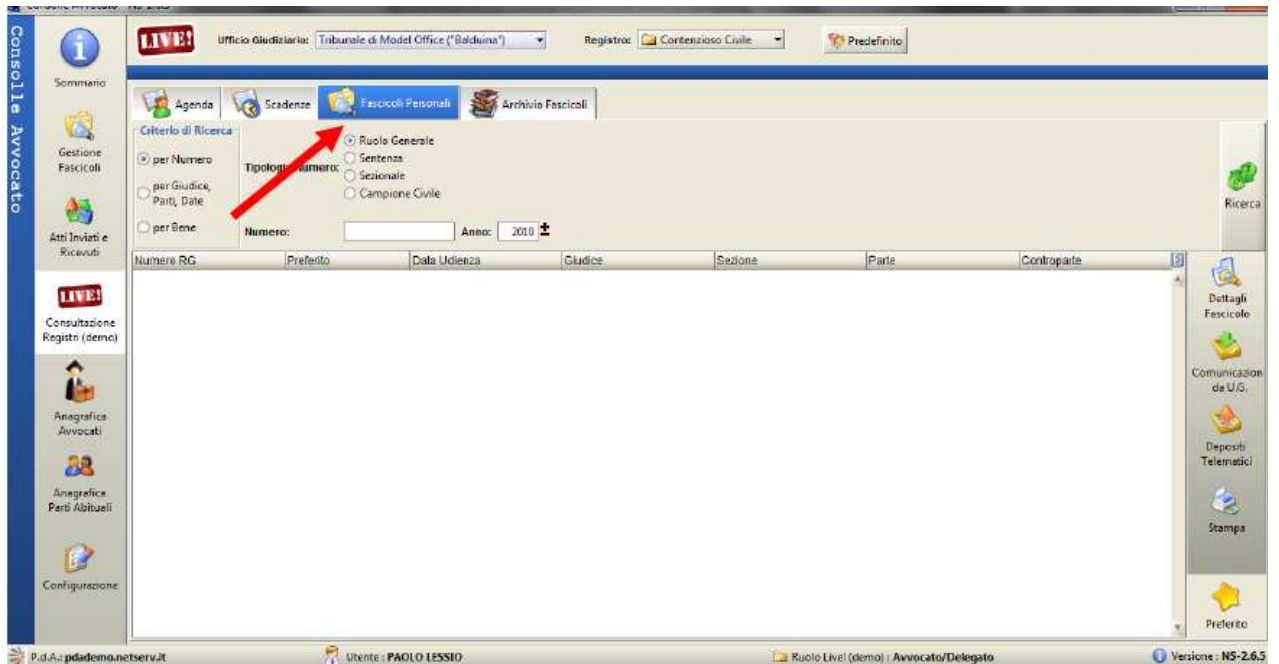 Consolle Avvocato
LIVE!
Ufficio Giudiziario: Tribunale di Model Office ("Balduina")
Registro: Contenzioso Civile
Predefinito
Sommario
Gestione
Fascicoli
Atti Inviati e
Ricevuti
LIVE!
Consultazione
Registri (demo)
Anagrafica
Avvocati
Anagrafica
Parti Abituali
Configurazione
Agenda
Scadenze
Fascicoli Personali
Archivio Fascicoli
Criterio di Ricerca
per Numero
per Giudice,
Parti, Date
per Bene
Numero:
Ruolo Generale
Sentenza
Sezionale
Campione Civile
Numero:
Anno: 2010
Ricerca
Numero RG Preferito Data Udienza Giudice Sezione Parte Controparte
Dettagli
Fascicolo
Comunicazion
da U.G.
Depositi
Telematici
Stampa
Preferito
P.d.A.: pdademo.netserv.it
Utente : PAOLO LESSIO
Ruolo Live! (demo) : Avvocato/Delegato
Versione : NS-2.6.5